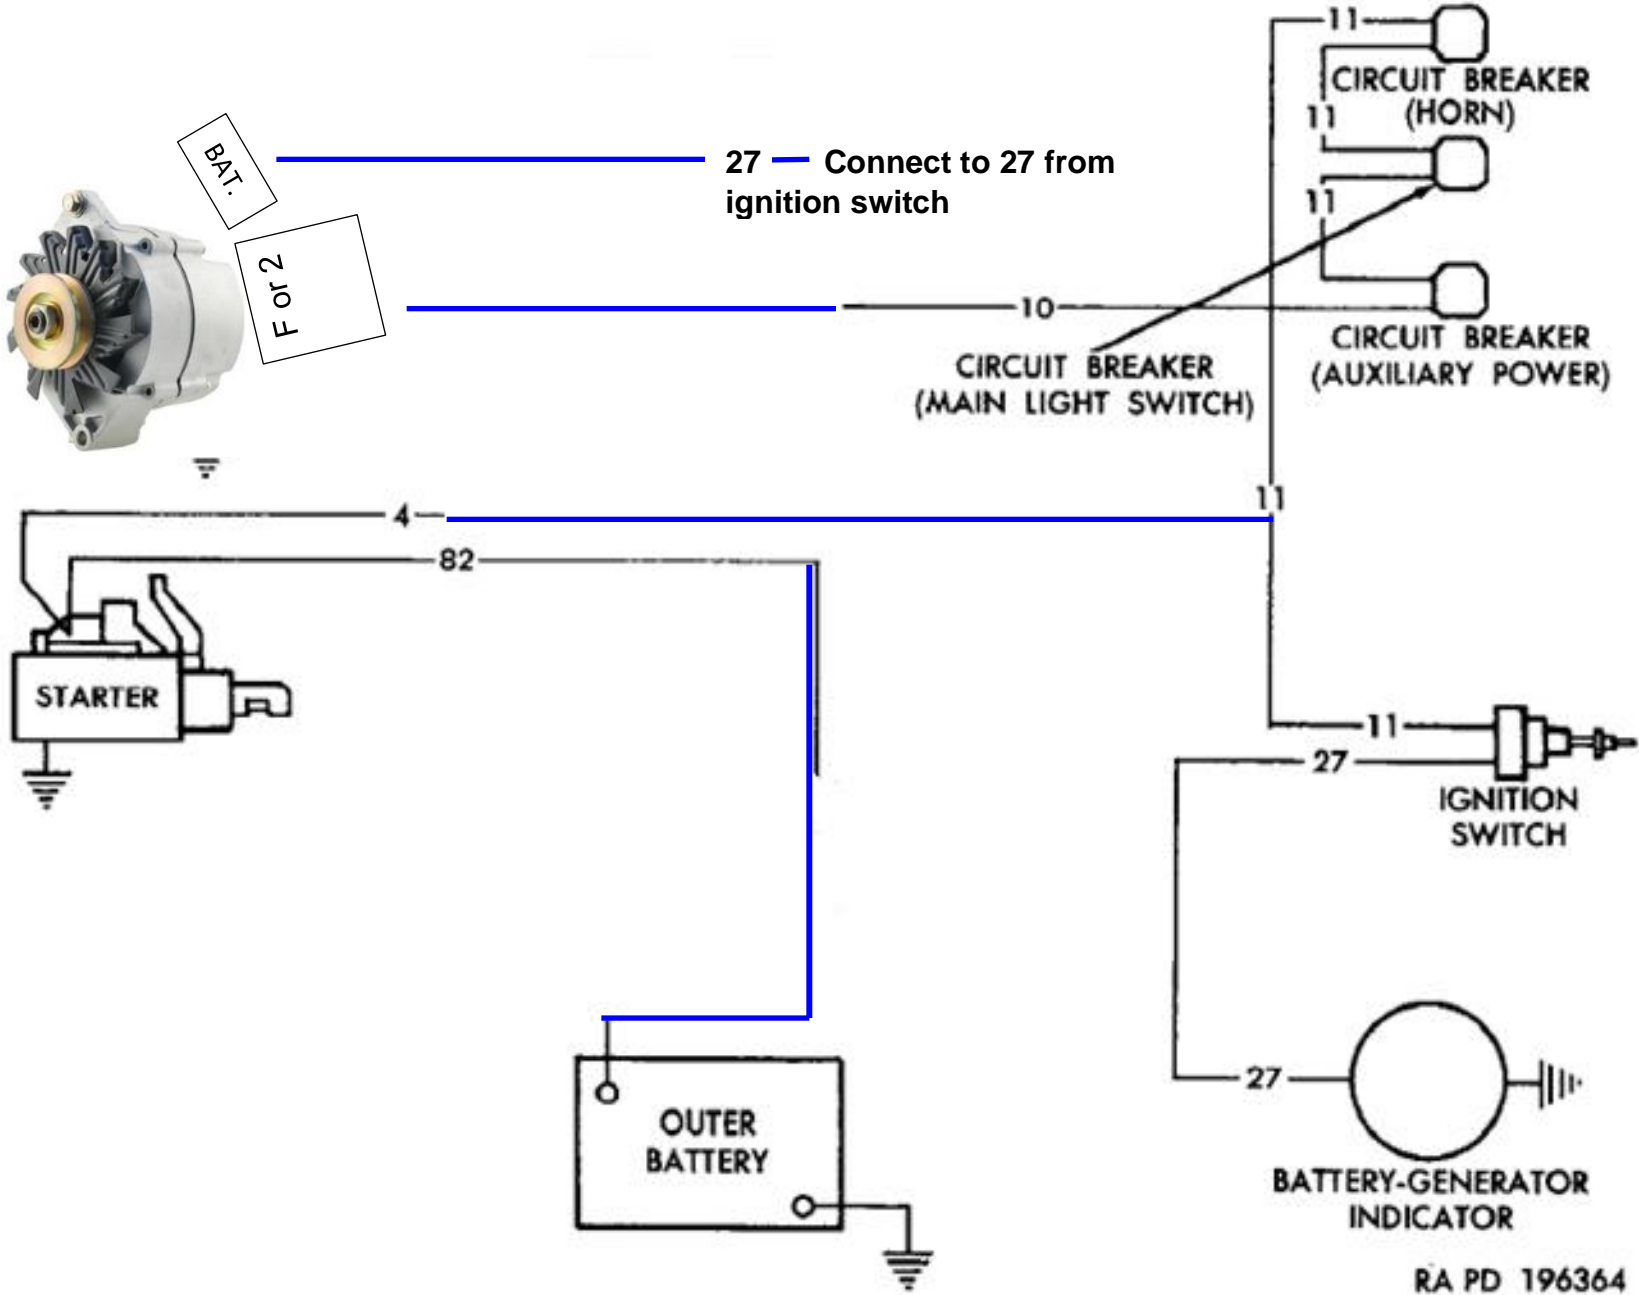 11
CIRCUIT BREAKER
(HORN)
11
BAT.
27 Connect to 27 from
ignition switch
11
F or 2
10
CIRCUIT BREAKER
(MAIN LIGHT SWITCH)
CIRCUIT BREAKER
(AUXILIARY POWER)
11
4
82
STARTER
11
27
IGNITION
SWITCH
27
OUTER
BATTERY
BATTERY-GENERATOR
INDICATOR
RA PD 196364